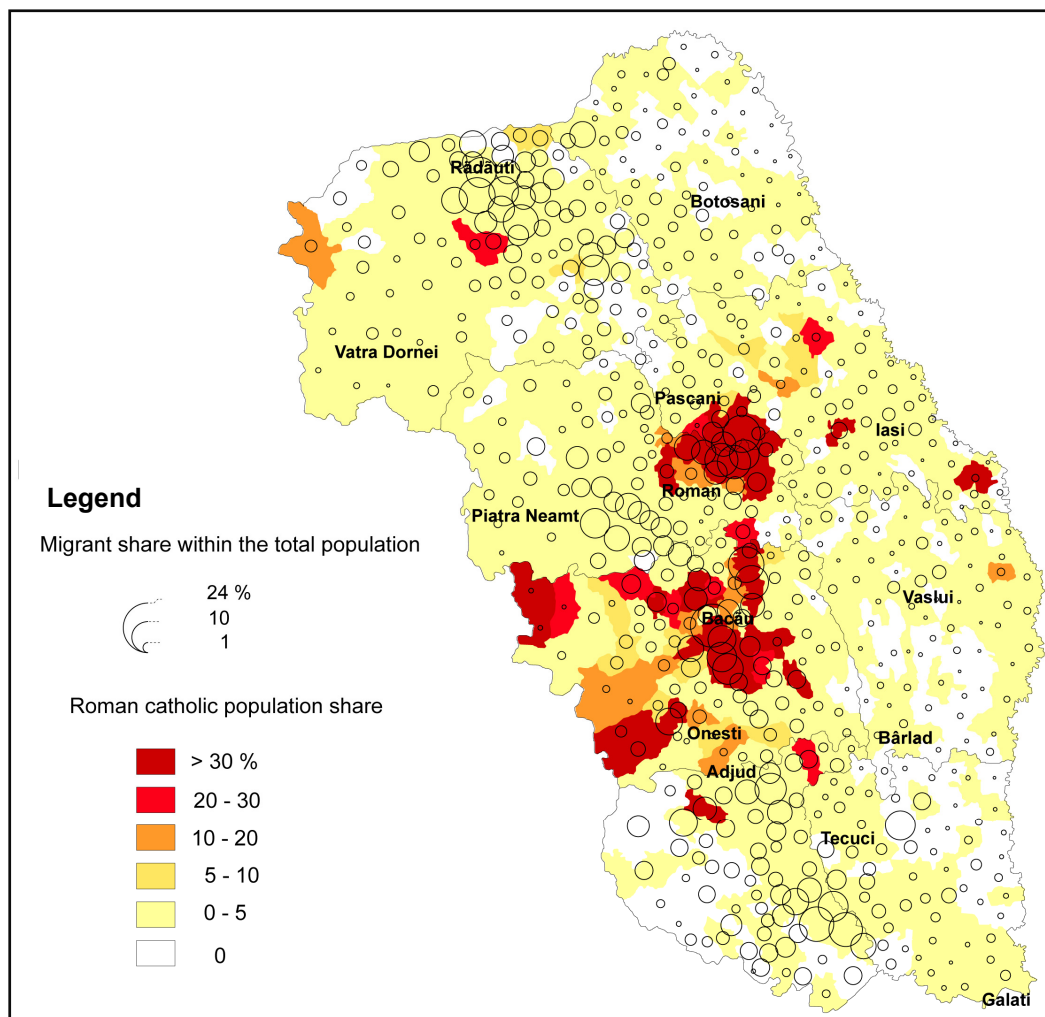 Rădăuti
Botosani
Vatra Dornei
Pascani
Iasi
Roman
Legend
Piatra Neamt
Migrant share within the total population
24 %
10
1
Vaslui
Bacău
Roman catholic population share
Onesti
Bârlad
> 30 %
Adjud
20 - 30
10 - 20
Tecuci
5 - 10
0 - 5
0
Galati